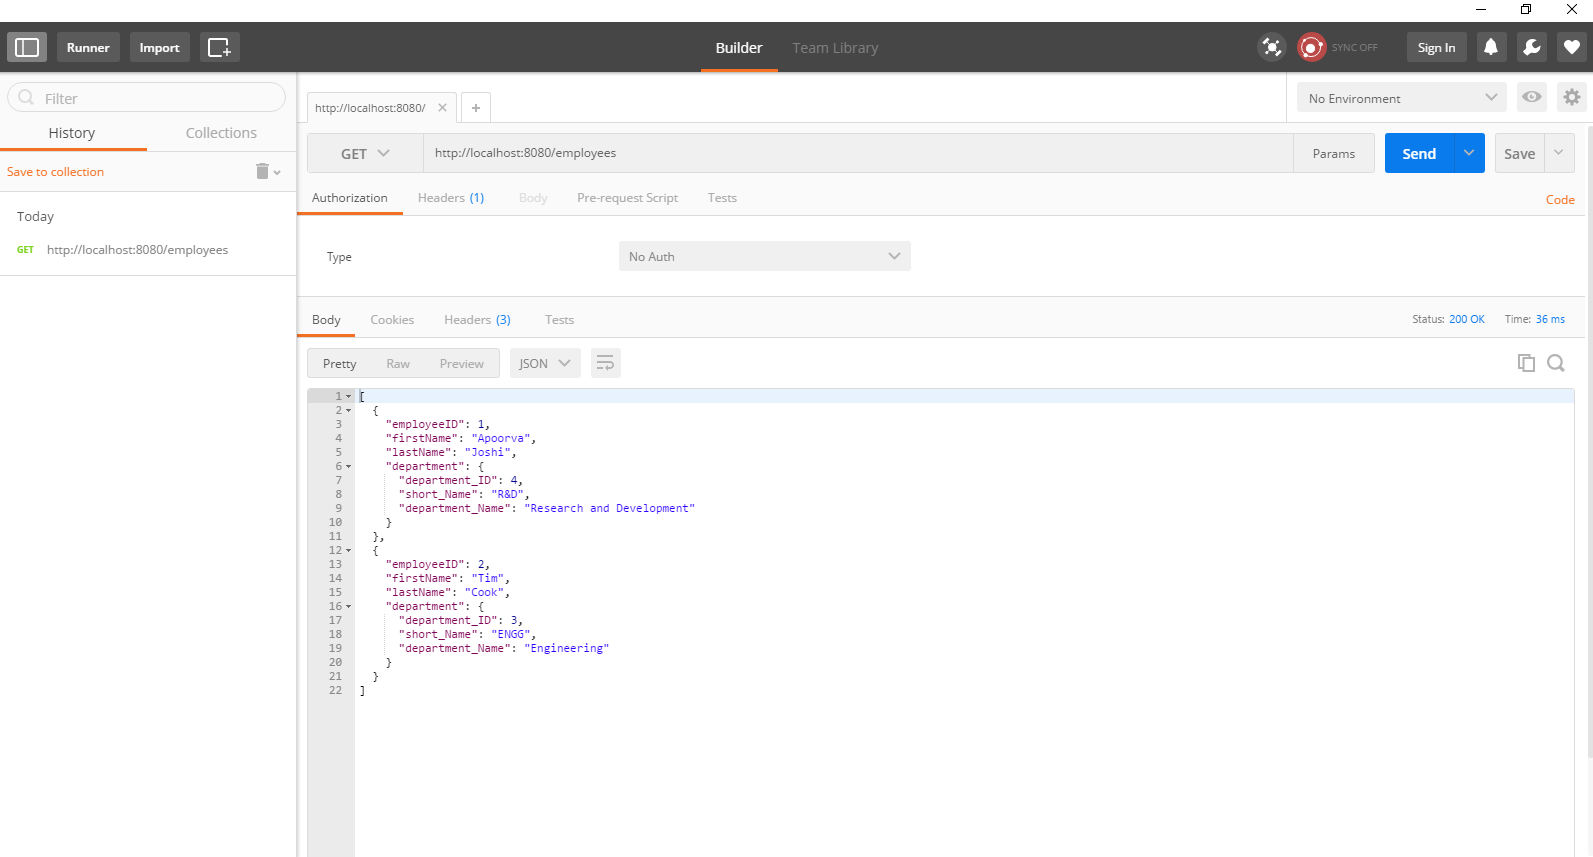 Runner Import Builder Team Library SYNC OFF Sign In
Filter
History Collections
Save to collection
Today
GET http://localhost:8080/employees
http://localhost:8080/ No Environment
GET http://localhost:8080/employees Params Send Save
Authorization Headers (1) Body Pre-request Script Tests Code
Type No Auth
Body Cookies Headers (3) Tests Status: 200 OK Time: 36 ms
Pretty Raw Preview JSON
1 [
2 {
3 "employeeID": 1,
4 "firstName": "Apoorva",
5 "lastName": "Joshi",
6 "department": {
7 "department_ID": 4,
8 "short_Name": "R&D",
9 "department_Name": "Research and Development"
10 }
11 },
12 {
13 "employeeID": 2,
14 "firstName": "Tim",
15 "lastName": "Cook",
16 "department": {
17 "department_ID": 3,
18 "short_Name": "ENGG",
19 "department_Name": "Engineering"
20 }
21 }
22 ]